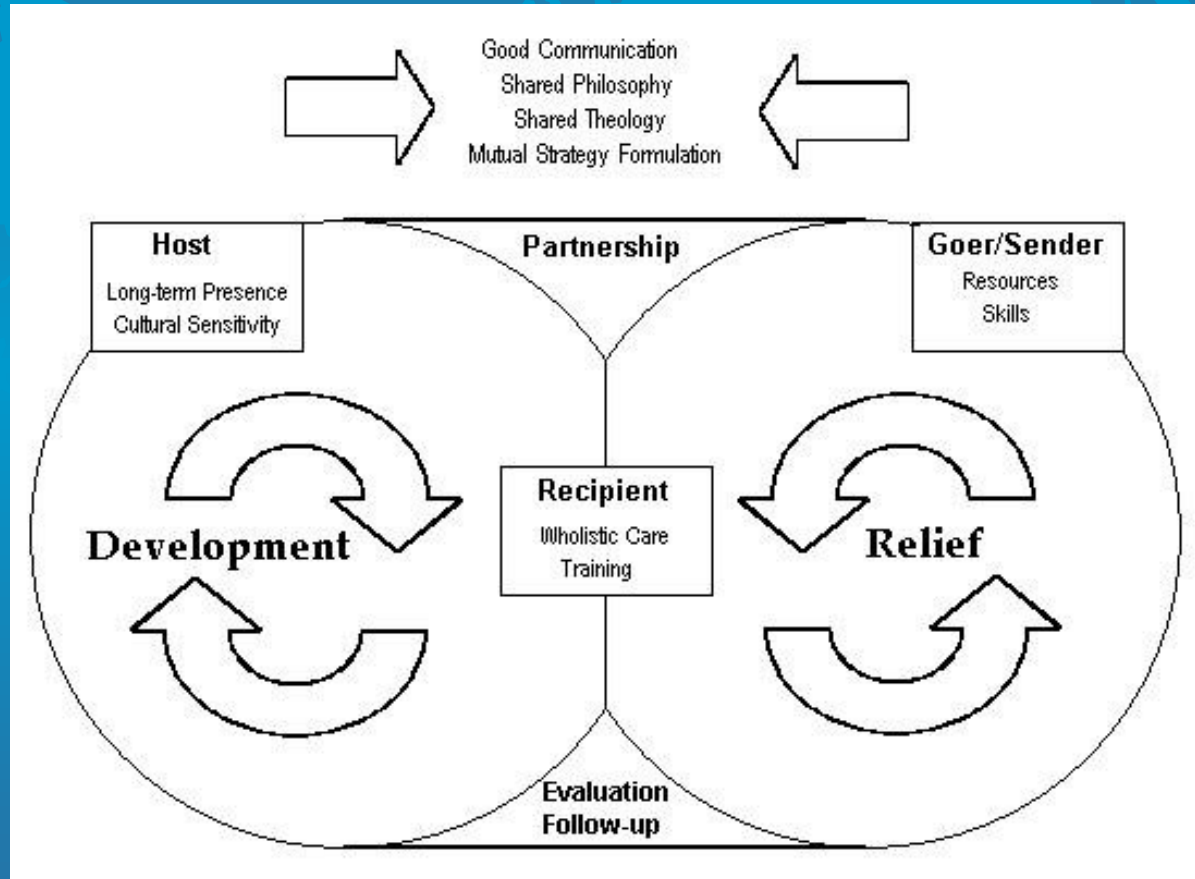 Good Communication
Shared Philosophy
Shared Theology
Mutual Strategy Formulation
Host
Long-term Presence
Cultural Sensitivity
Partnership
Goer/Sender
Resources
Skills
Development
Recipient
Wholistic Care
Training
Relief
Evaluation
Follow-up